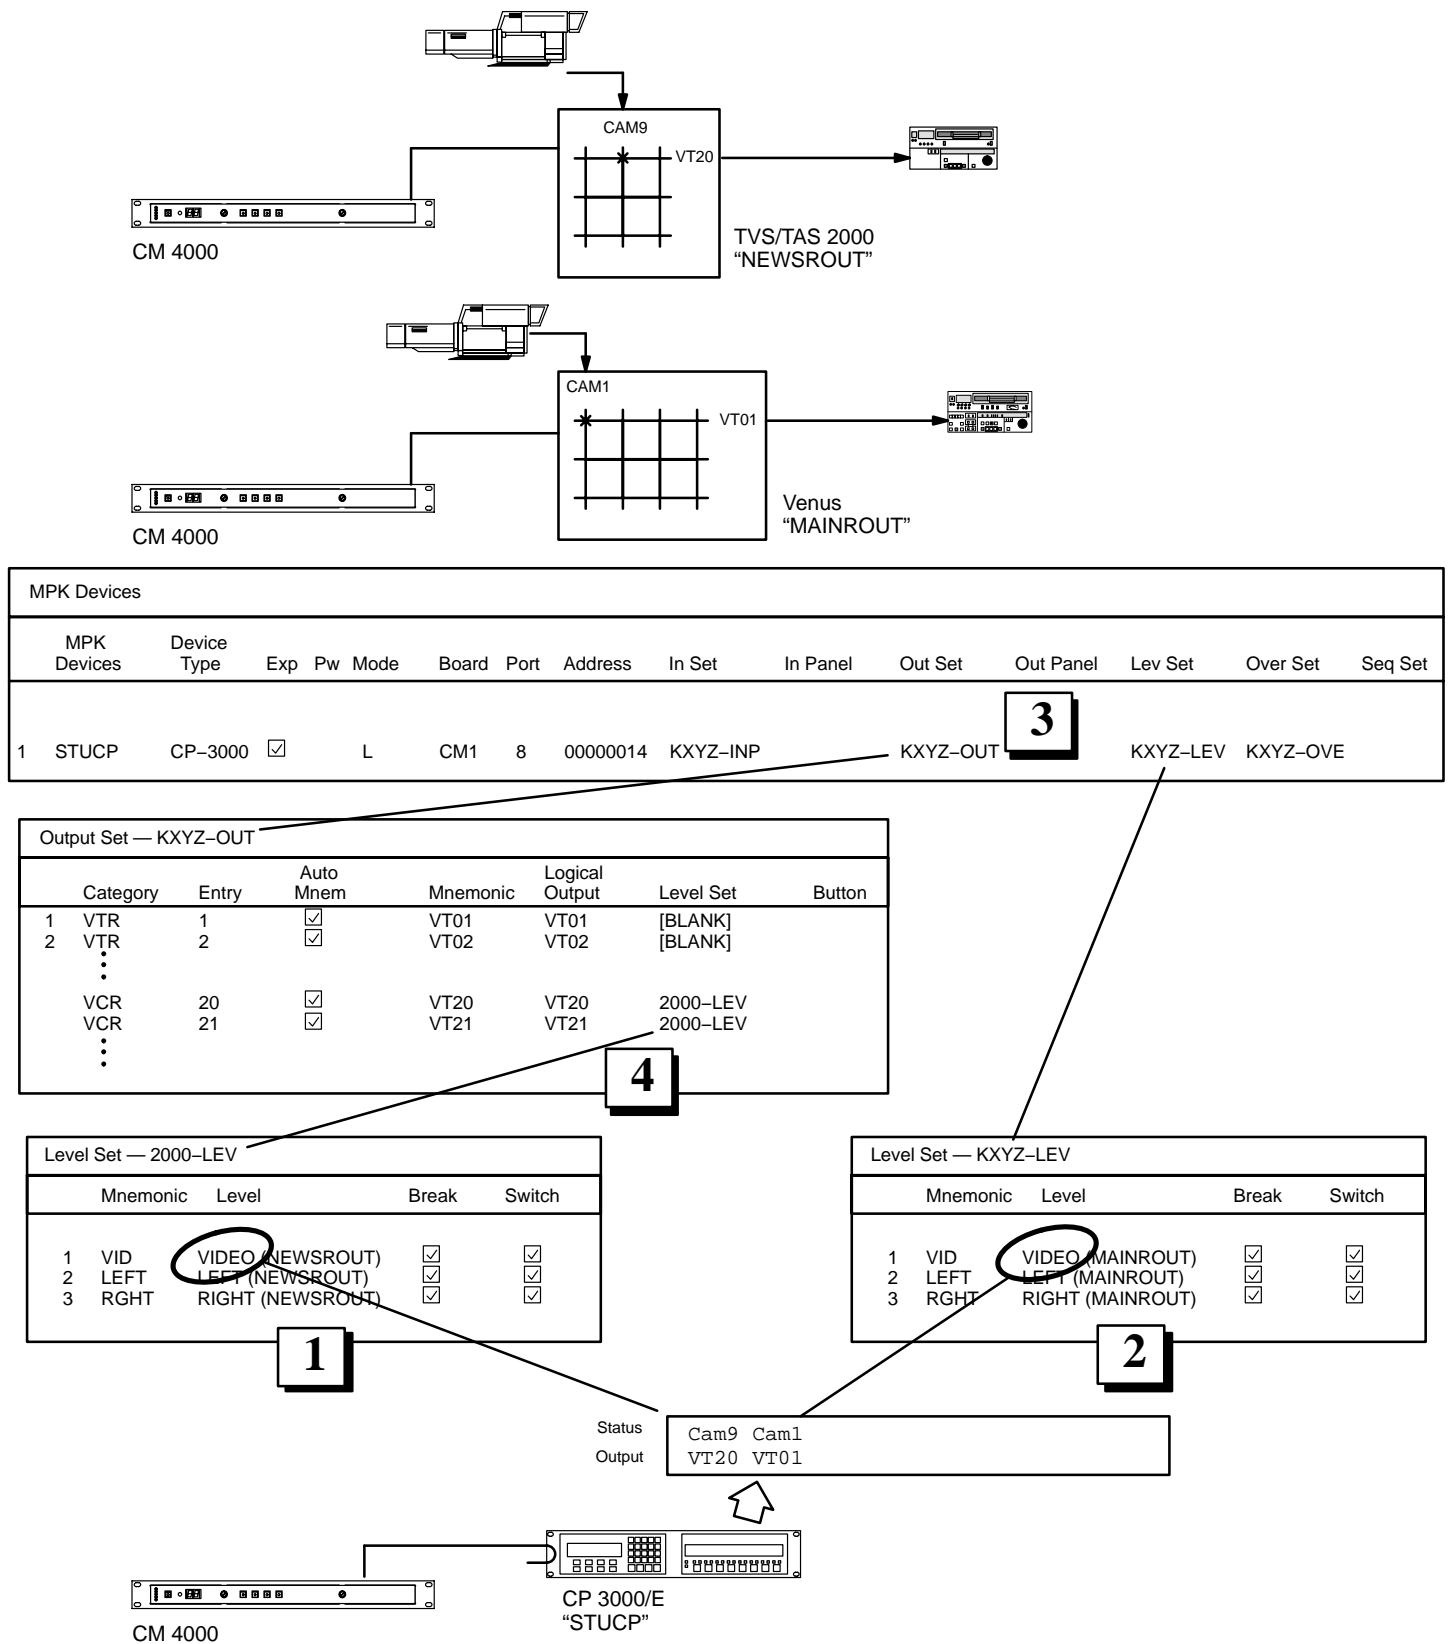 CAM9
VT20
CM 4000
TVS/TAS 2000
“NEWSROUT”
CAM1
VT01
CM 4000
Venus
“MAINROUT”
MPK Devices
MPK Devices Device Type Exp Pw Mode Board Port Address In Set In Panel Out Set Out Panel Lev Set Over Set Seq Set
3
1 STUCP CP–3000 L CM1 8 00000014 KXYZ–INP KXYZ–OUT KXYZ–LEV KXYZ–OVE
Output Set — KXYZ–OUT
Category Entry Auto Mnem Mnemonic Logical Output Level Set Button
1 VTR 1 VT01 VT01 [BLANK]
2 VTR 2 VT02 VT02 [BLANK]
VCR 20 VT20 VT20 2000–LEV
VCR 21 VT21 VT21 2000–LEV
4
Level Set — 2000–LEV
Mnemonic Level Break Switch
1 VID VIDEO (NEWSROUT)
2 LEFT LEFT (NEWSROUT)
3 RGHT RIGHT (NEWSROUT)
1
Level Set — KXYZ–LEV
Mnemonic Level Break Switch
1 VID VIDEO (MAINROUT)
2 LEFT LEFT (MAINROUT)
3 RGHT RIGHT (MAINROUT)
2
Status Cam9 Cam1
Output VT20 VT01
CP 3000/E
“STUCP”
CM 4000